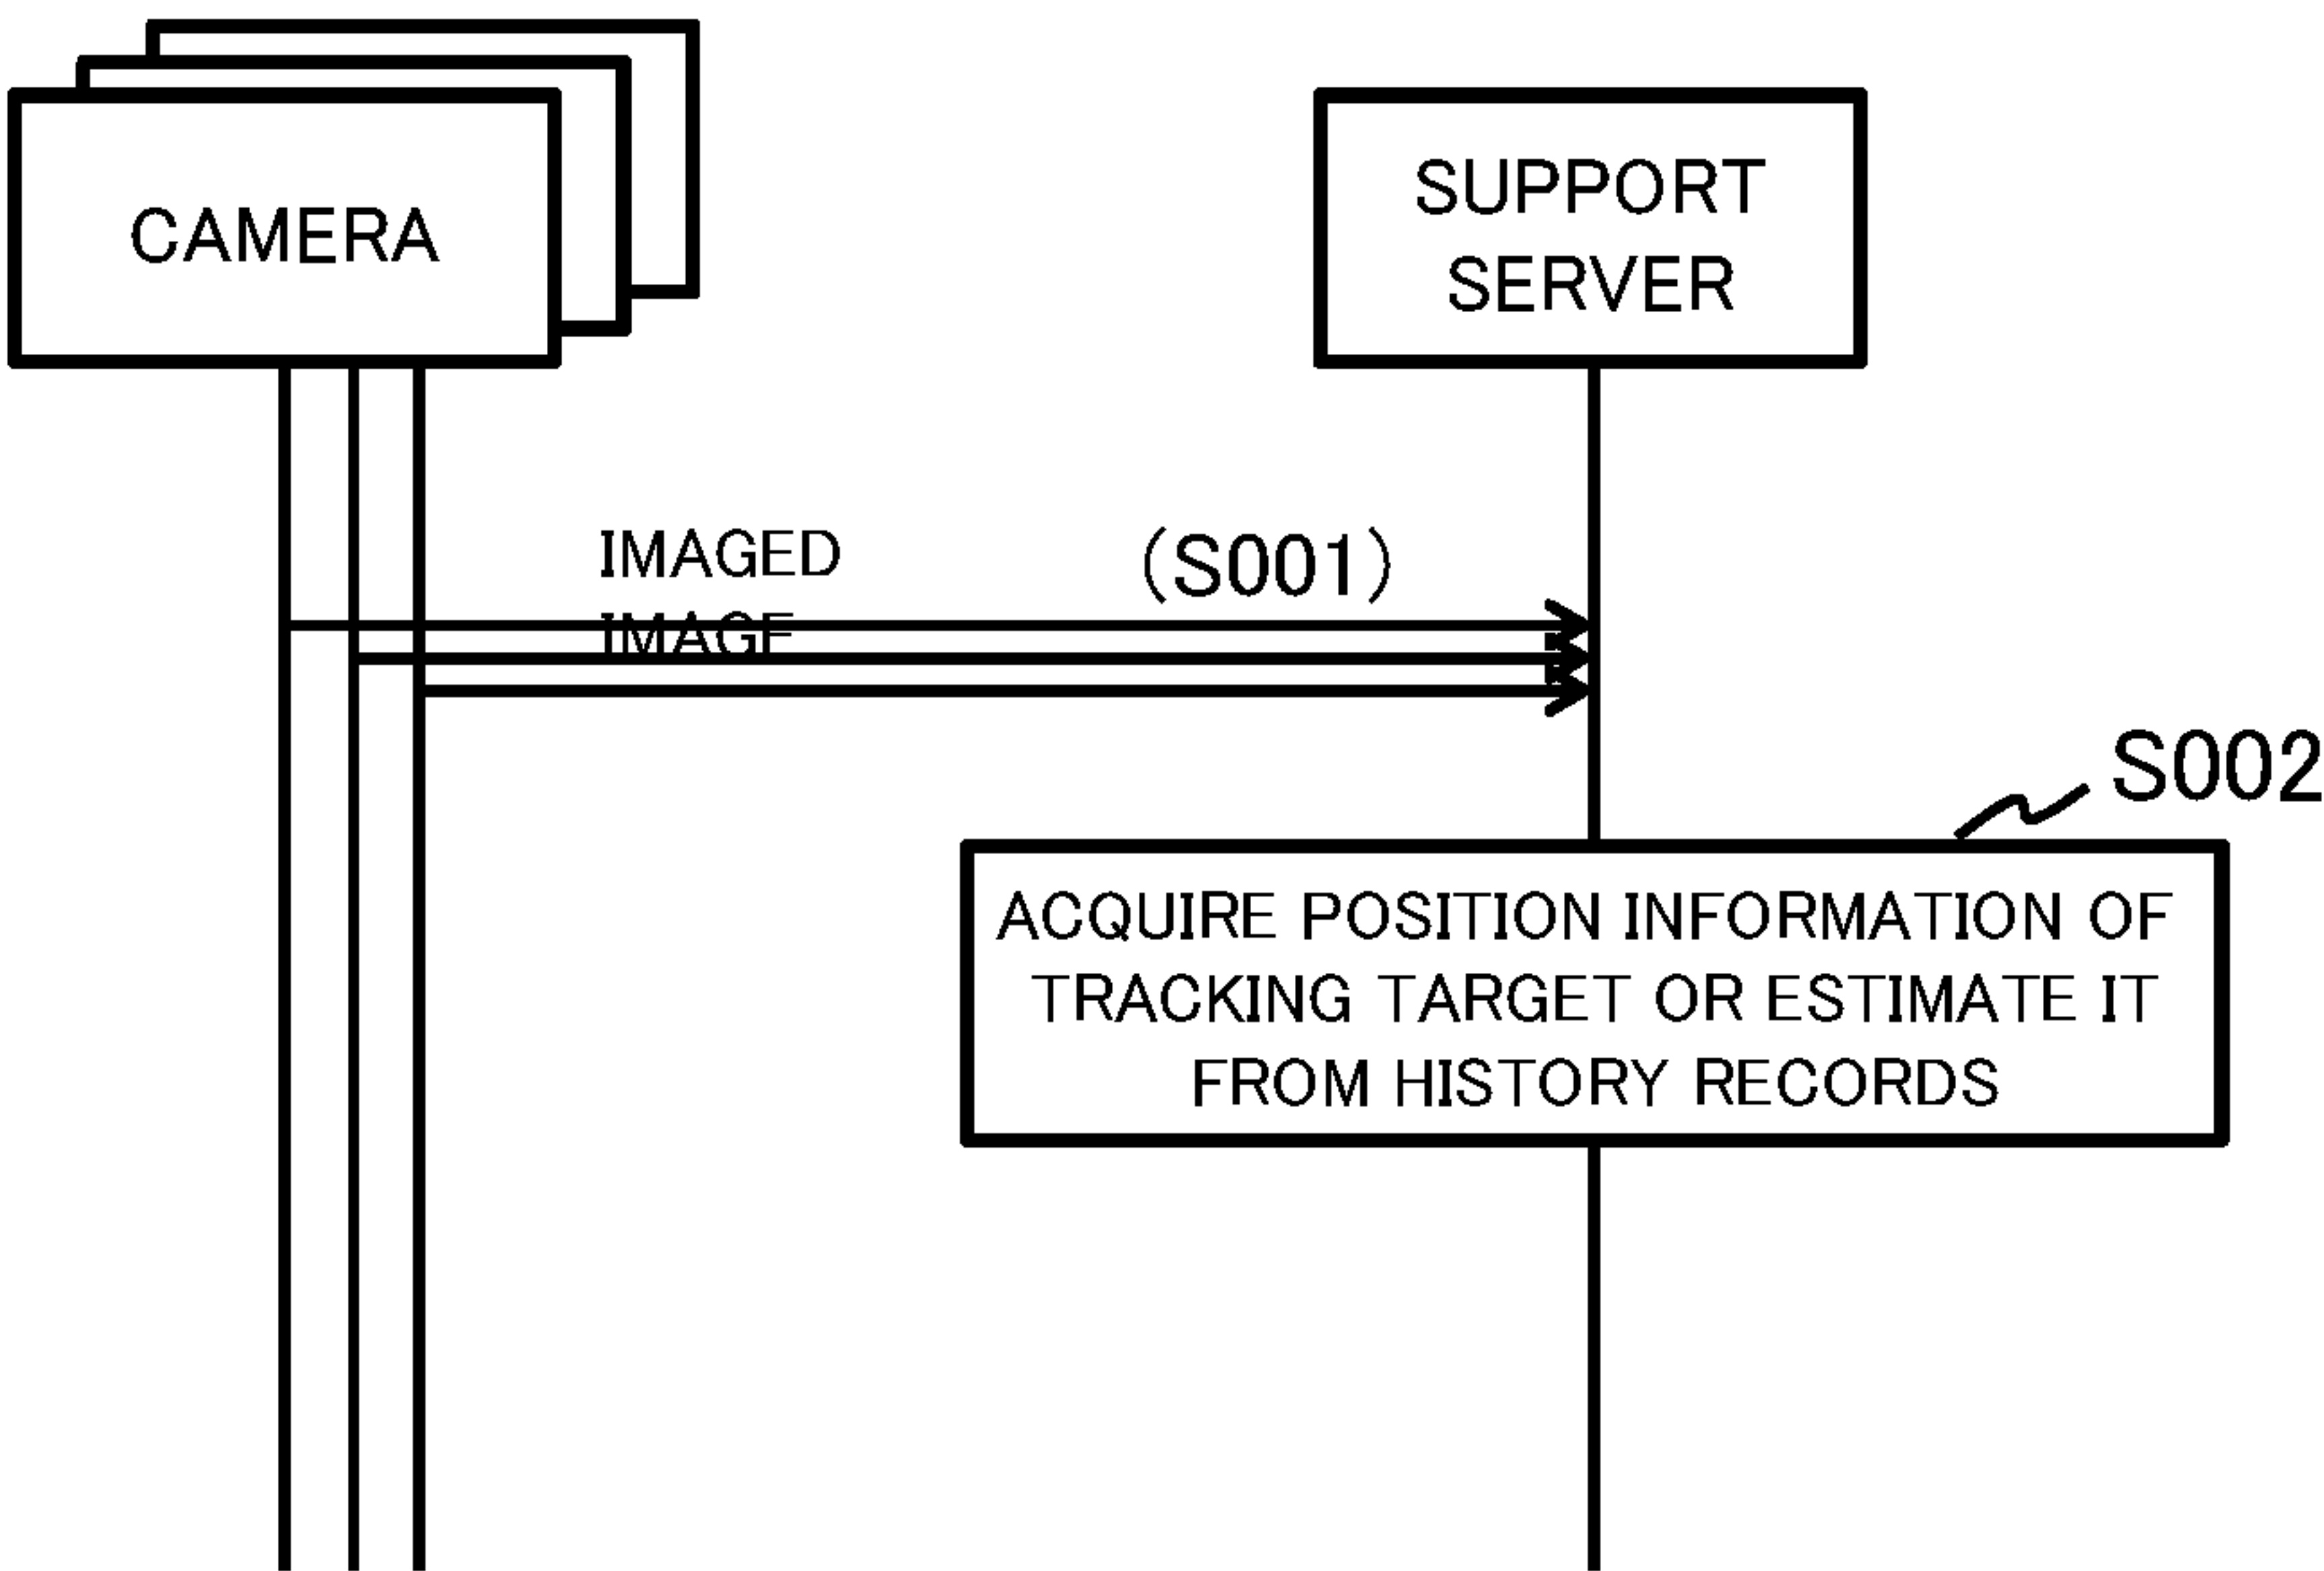 CAMERA
SUPPORT
SERVER
IMAGED
IMAGE
(S001)
S002
ACQUIRE POSITION INFORMATION OF
TRACKING TARGET OR ESTIMATE IT
FROM HISTORY RECORDS